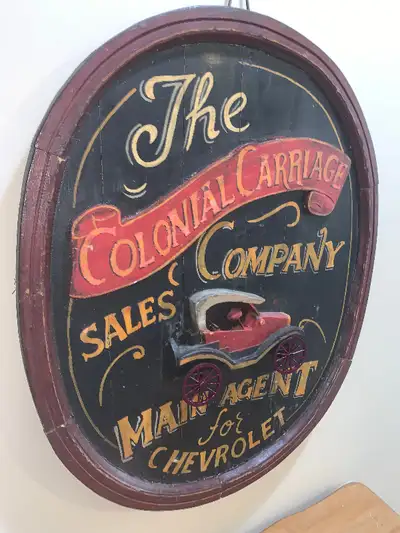 The
COLONIAL CARRIAGE
SALES COMPANY
MAIN AGENT
for
CHEVROLET